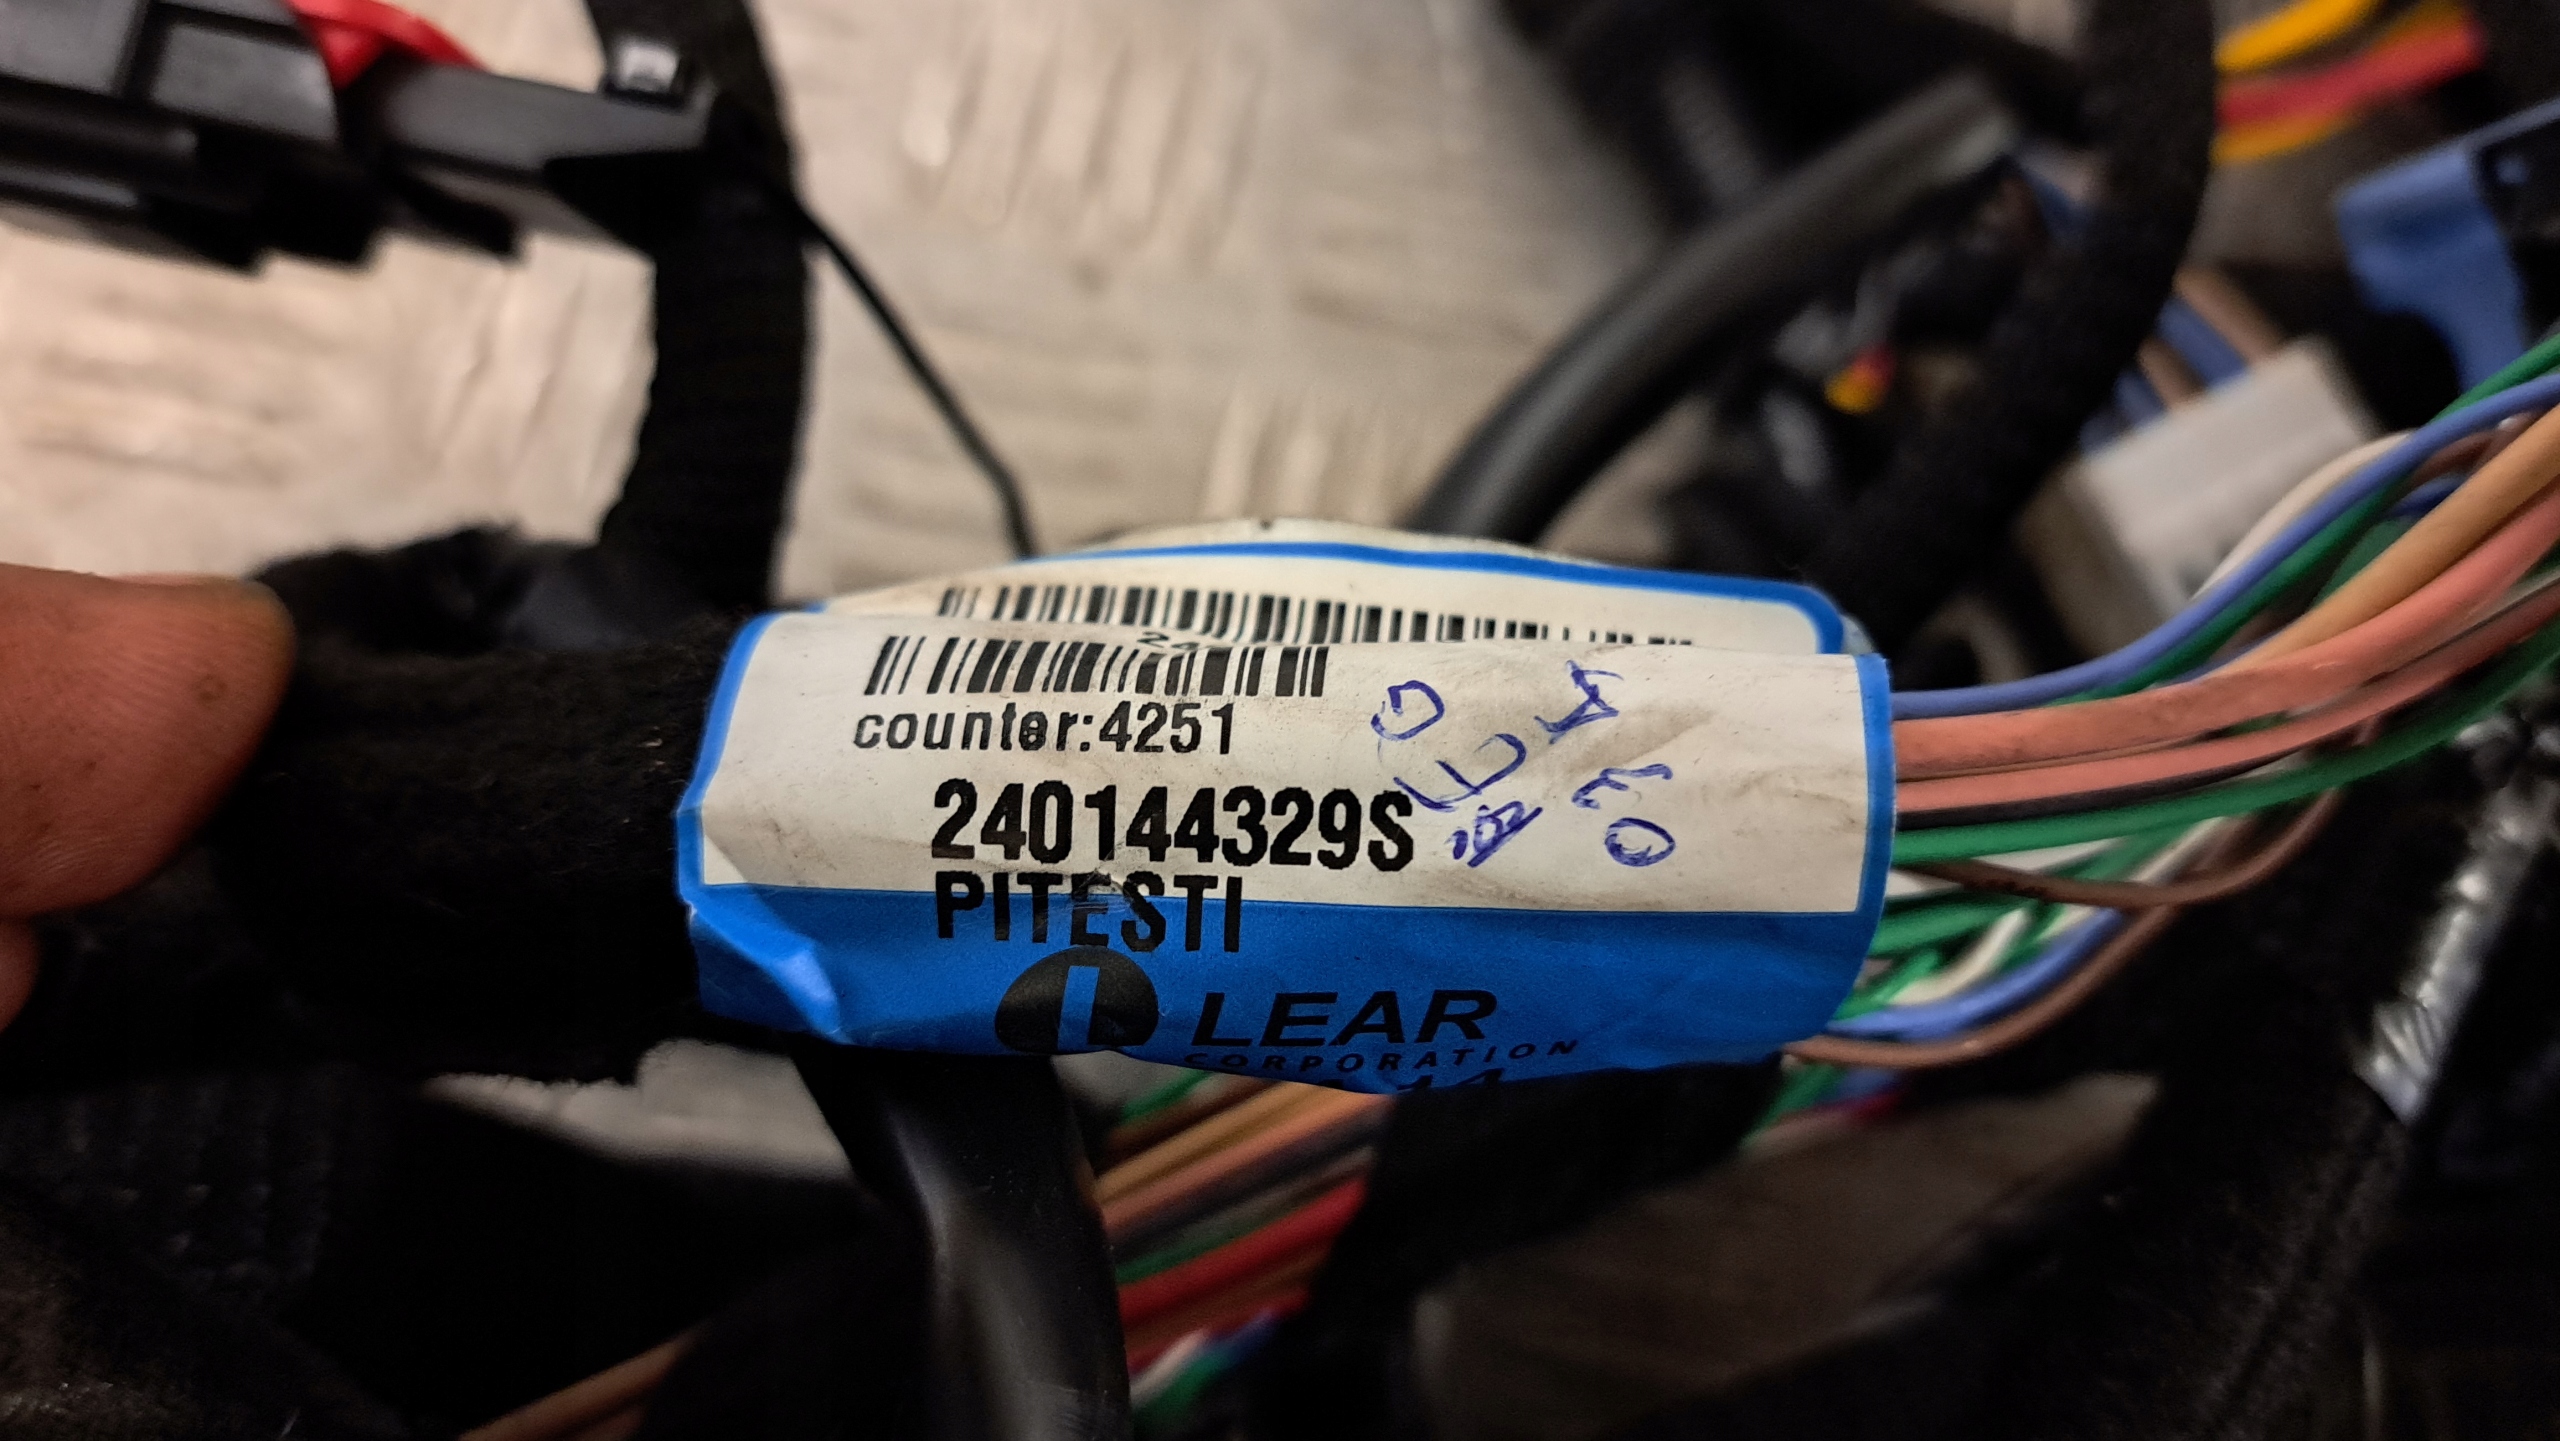 counter:4251
240144329S
PITESTI
LEAR
CORPORATION